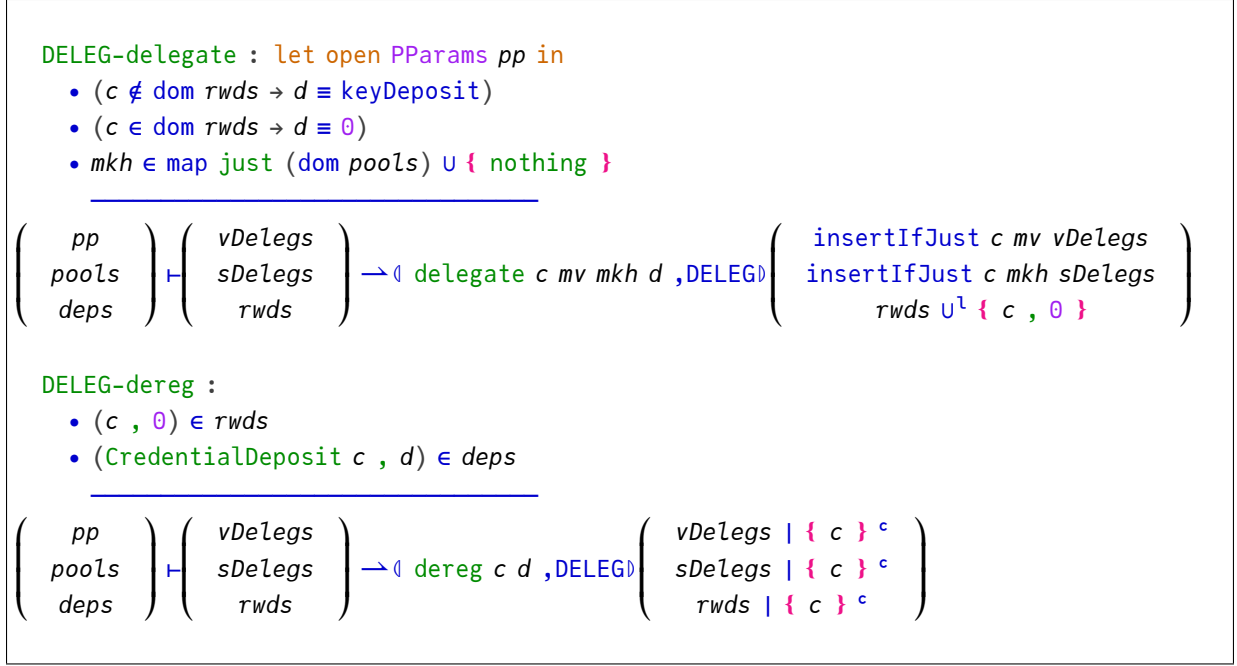 DELEG-delegate : let open PParams pp in
• (c ∉ dom rwds → d ≡ keyDeposit)
• (c ∈ dom rwds → d ≡ 0)
• mkh ∈ map just (dom pools) ∪ ❴ nothing ❵
────────────────────────────────
pp vDelegs insertIfJust c mv vDelegs
pools ⊢ sDelegs ⇀⦇ delegate c mv mkh d ,DELEG⦈ insertIfJust c mkh sDelegs
deps rwds rwds ∪ˡ ❴ c , 0 ❵
DELEG-dereg :
• (c , 0) ∈ rwds
• (CredentialDeposit c , d) ∈ deps
────────────────────────────────
pp vDelegs vDelegs ∣ ❴ c ❵ ᶜ
pools ⊢ sDelegs ⇀⦇ dereg c d ,DELEG⦈ sDelegs ∣ ❴ c ❵ ᶜ
deps rwds rwds ∣ ❴ c ❵ ᶜ